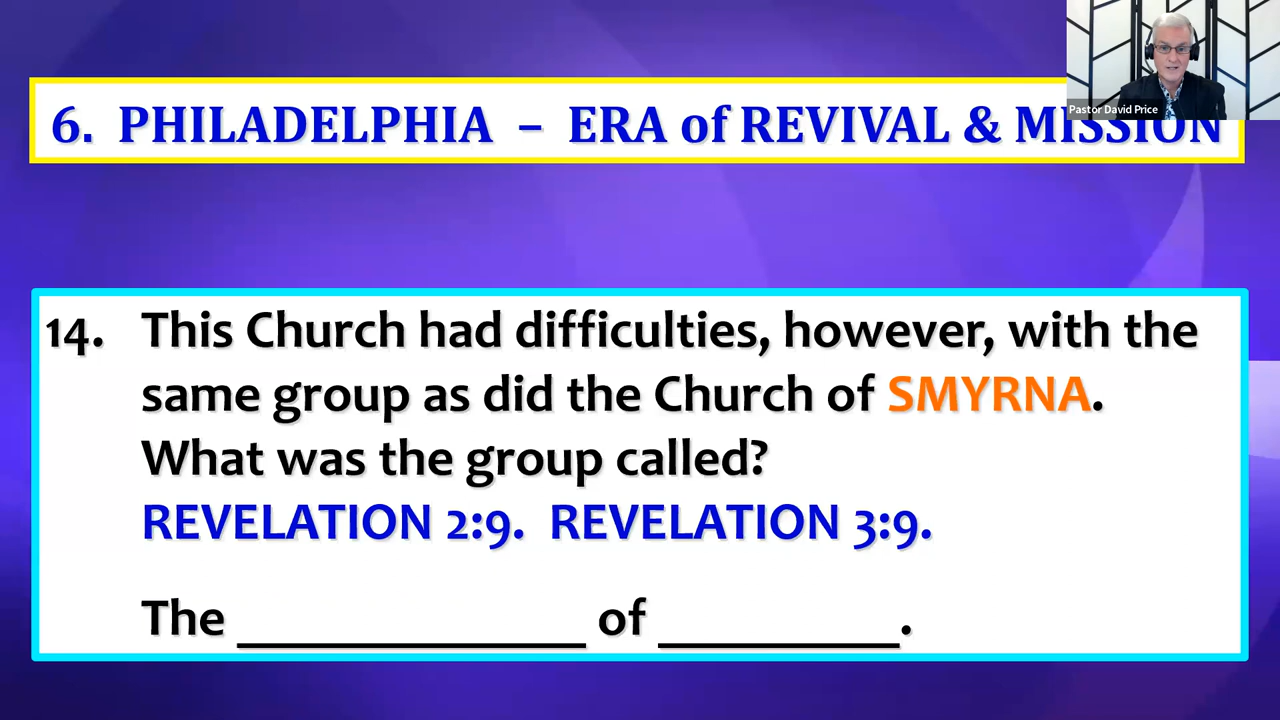 Pastor David Price
6. PHILADELPHIA – ERA of REVIVAL & MISSION
14. This Church had difficulties, however, with the
same group as did the Church of SMYRNA.
What was the group called?
REVELATION 2:9. REVELATION 3:9.
The ______________ of __________.